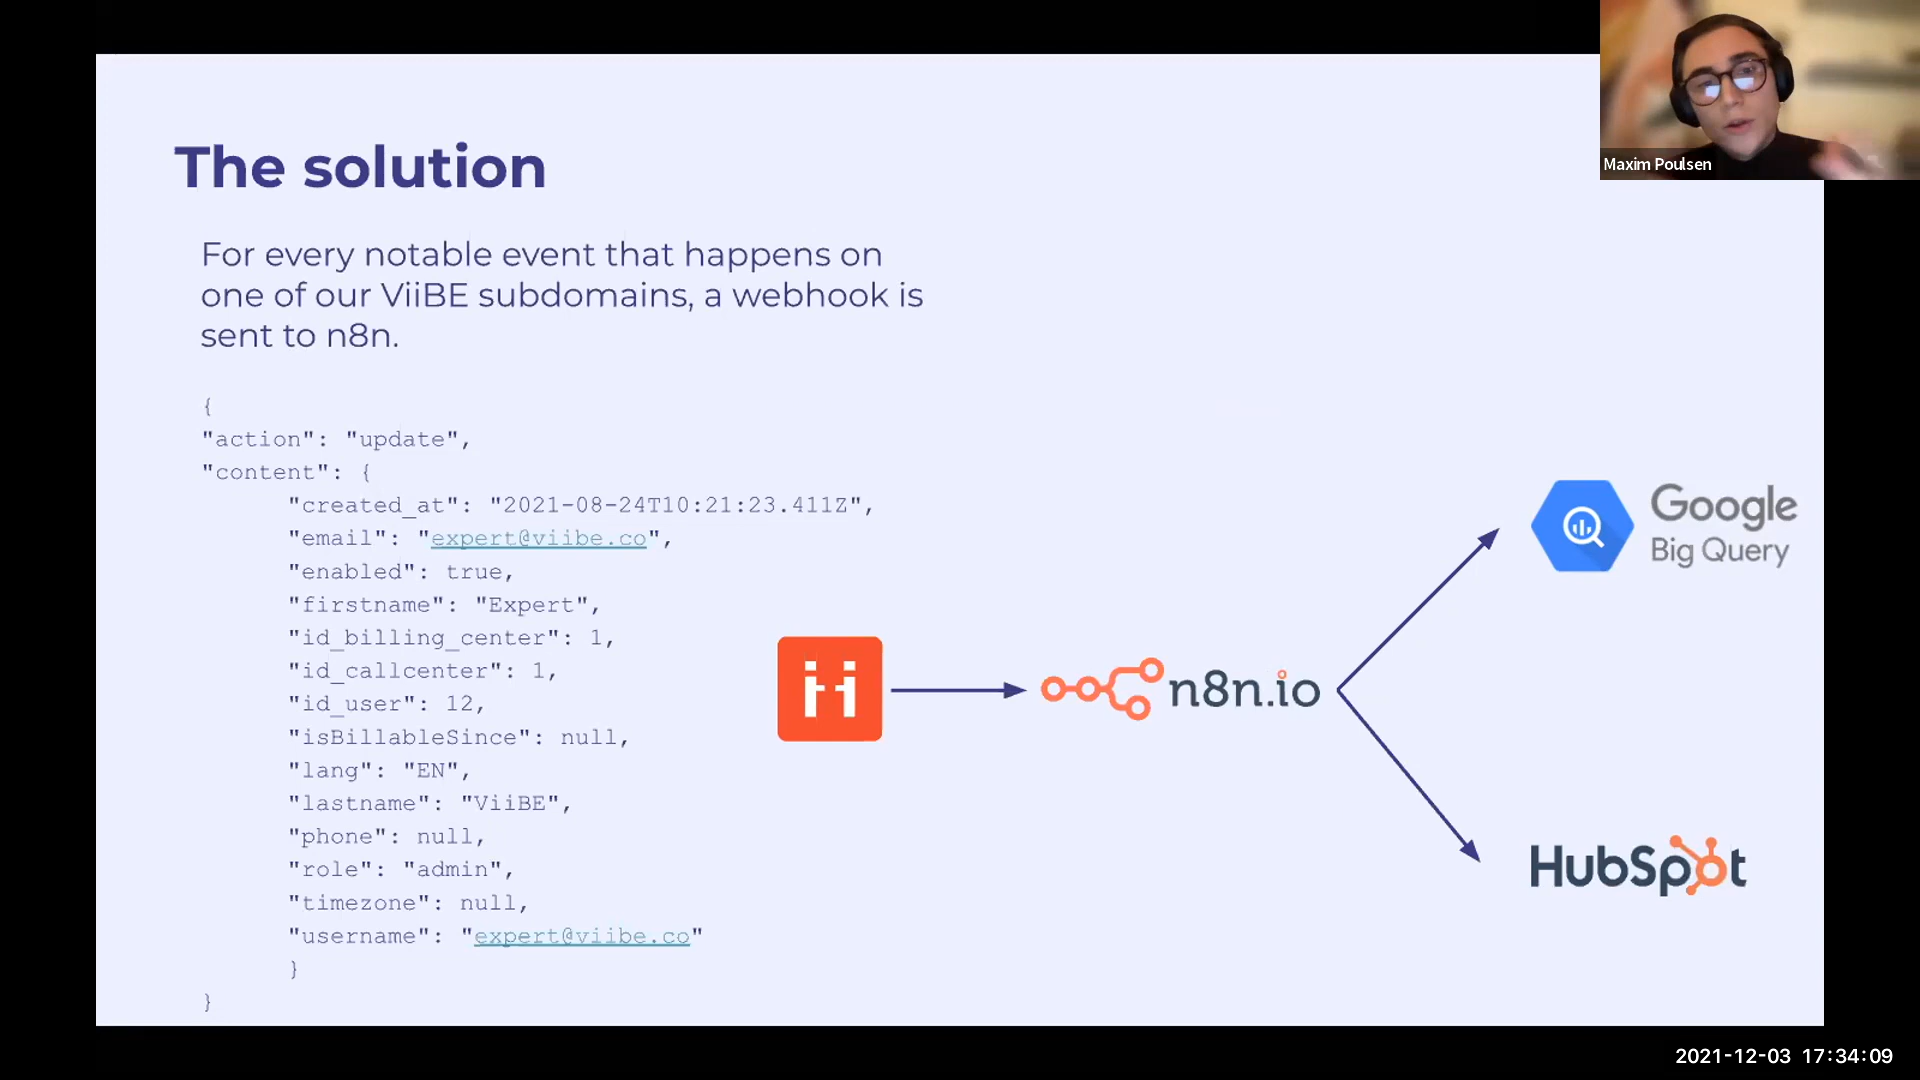 The solution
For every notable event that happens on
one of our ViiBE subdomains, a webhook is
sent to n8n.
{
"action": "update",
"content": {
"created_at": "2021-08-24T10:21:23.411Z",
"email": "expert@viibe.co",
"enabled": true,
"firstname": "Expert",
"id_billing_center": 1,
"id_callcenter": 1,
"id_user": 12,
"isBillableSince": null,
"lang": "EN",
"lastname": "ViiBE",
"phone": null,
"role": "admin",
"timezone": null,
"username": "expert@viibe.co"
}
}
n8n.io
Google
Big Query
HubSpot
Maxim Poulsen
2021-12-03 17:34:09